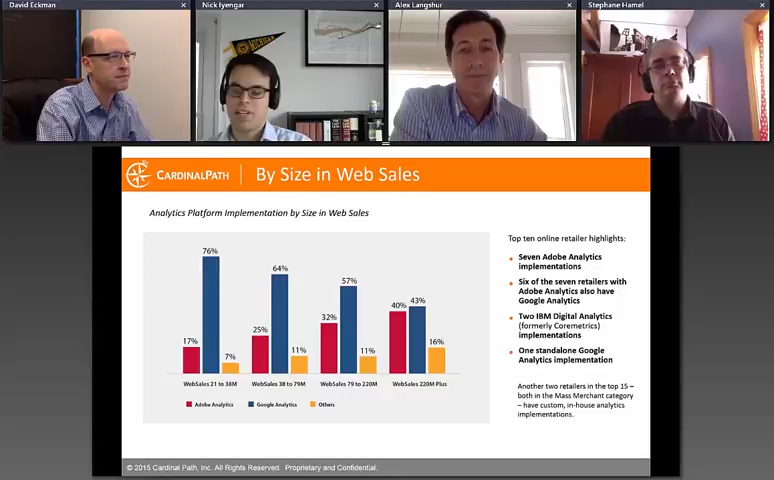 David Eckman
Nick Iyengar
Alex Langshur
Stephane Hamel
MICHIGAN
CARDINALPATH
By Size in Web Sales
Analytics Platform Implementation by Size in Web Sales
76%
64%
57%
40%
43%
32%
25%
17%
16%
11%
11%
7%
WebSales 21 to 38M
WebSales 38 to 79M
WebSales 79 to 220M
WebSales 220M Plus
Adobe Analytics
Google Analytics
Others
Top ten online retailer highlights:
• Seven Adobe Analytics
implementations
• Six of the seven retailers with
Adobe Analytics also have
Google Analytics
• Two IBM Digital Analytics
(formerly Coremetrics)
implementations
• One standalone Google
Analytics implementation
Another two retailers in the top 15 –
both in the Mass Merchant category
– have custom, in-house analytics
implementations.
© 2015 Cardinal Path, Inc. All Rights Reserved. Proprietary and Confidential.